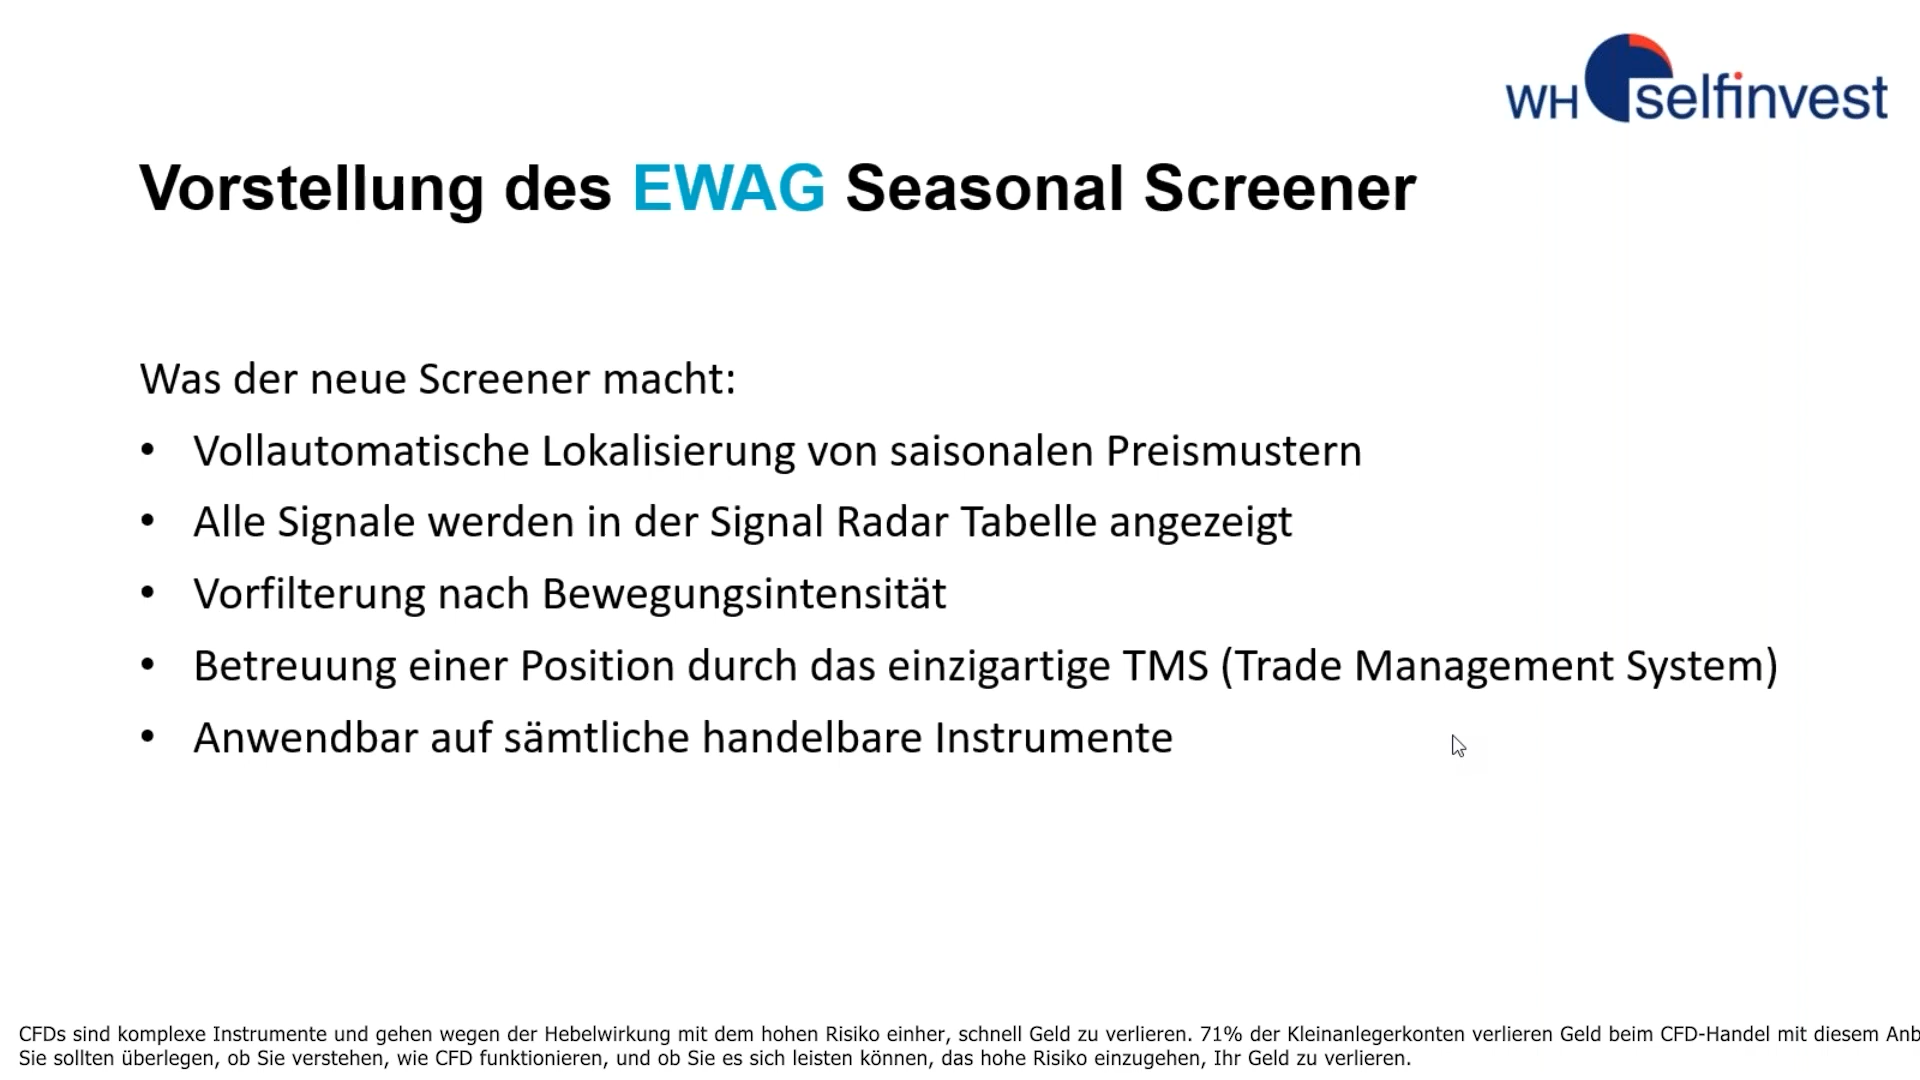 WH selfinvest
Vorstellung des EWAG Seasonal Screener
Was der neue Screener macht:
• Vollautomatische Lokalisierung von saisonalen Preismustern
• Alle Signale werden in der Signal Radar Tabelle angezeigt
• Vorfilterung nach Bewegungsintensität
• Betreuung einer Position durch das einzigartige TMS (Trade Management System)
• Anwendbar auf sämtliche handelbare Instrumente
CFDs sind komplexe Instrumente und gehen wegen der Hebelwirkung mit dem hohen Risiko einher, schnell Geld zu verlieren. 71% der Kleinanlegerkonten verlieren Geld beim CFD-Handel mit diesem Anb
Sie sollten überlegen, ob Sie verstehen, wie CFD funktionieren, und ob Sie es sich leisten können, das hohe Risiko einzugehen, Ihr Geld zu verlieren.